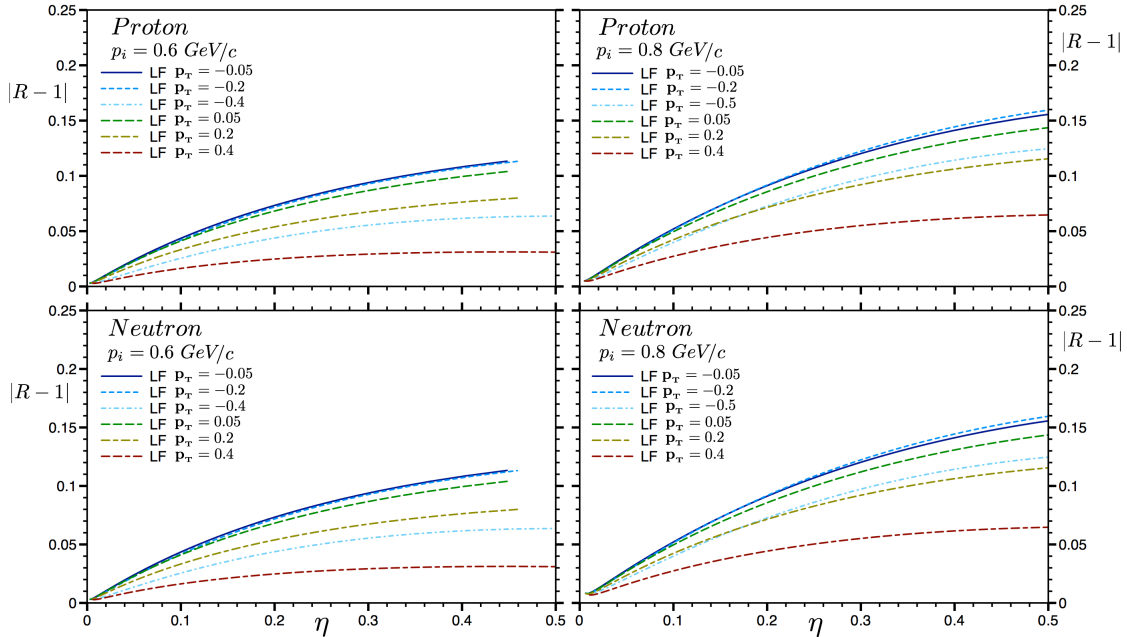 Proton
p_i = 0.6 GeV/c
LF p_T = −0.05
LF p_T = −0.2
LF p_T = −0.4
LF p_T = 0.05
LF p_T = 0.2
LF p_T = 0.4
|R − 1|
0.25
0.2
0.15
0.1
0.05
0
Proton
p_i = 0.8 GeV/c
LF p_T = −0.05
LF p_T = −0.2
LF p_T = −0.5
LF p_T = 0.05
LF p_T = 0.2
LF p_T = 0.4
|R − 1|
0.25
0.2
0.15
0.1
0.05
0
Neutron
p_i = 0.6 GeV/c
LF p_T = −0.05
LF p_T = −0.2
LF p_T = −0.4
LF p_T = 0.05
LF p_T = 0.2
LF p_T = 0.4
|R − 1|
0.25
0.2
0.15
0.1
0.05
0
0 0.1 0.2 0.3 0.4 0.5
η
Neutron
p_i = 0.8 GeV/c
LF p_T = −0.05
LF p_T = −0.2
LF p_T = −0.5
LF p_T = 0.05
LF p_T = 0.2
LF p_T = 0.4
|R − 1|
0.25
0.2
0.15
0.1
0.05
0
0 0.1 0.2 0.3 0.4 0.5
η